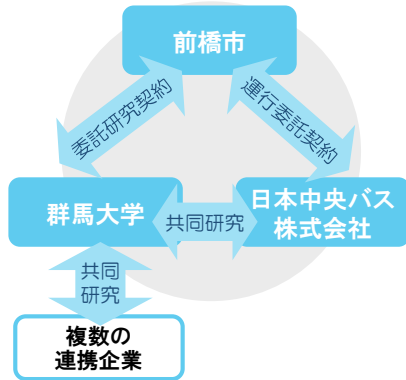 前橋市
委託研究契約
運行委託契約
群馬大学
共同研究
日本中央バス
株式会社
共同
研究
複数の
連携企業